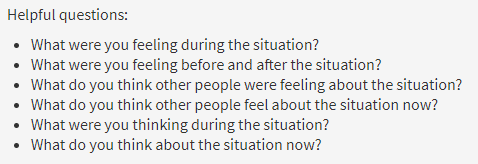 Helpful questions:
• What were you feeling during the situation?
• What were you feeling before and after the situation?
• What do you think other people were feeling about the situation?
• What do you think other people feel about the situation now?
• What were you thinking during the situation?
• What do you think about the situation now?